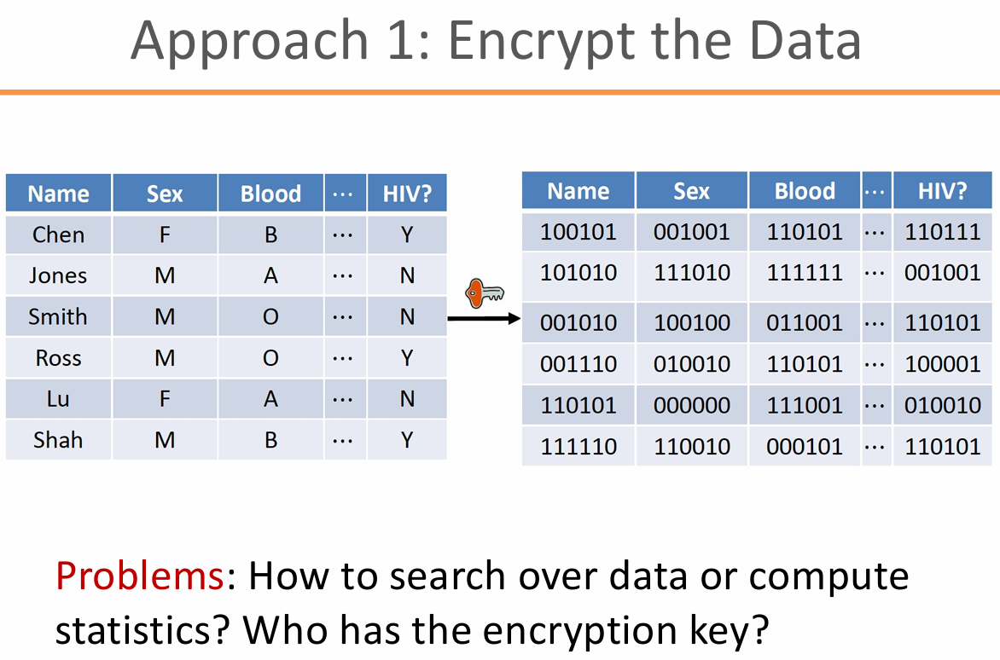 Approach 1: Encrypt the Data
Name Sex Blood ... HIV?
Chen F B ... Y
Jones M A ... N
Smith M O ... N
Ross M O ... Y
Lu F A ... N
Shah M B ... Y
Name Sex Blood ... HIV?
100101 001001 110101 ... 110111
101010 111010 111111 ... 001001
001010 100100 011001 ... 110101
001110 010010 110101 ... 100001
110101 000000 111001 ... 010010
111110 110010 000101 ... 110101
Problems: How to search over data or compute
statistics? Who has the encryption key?